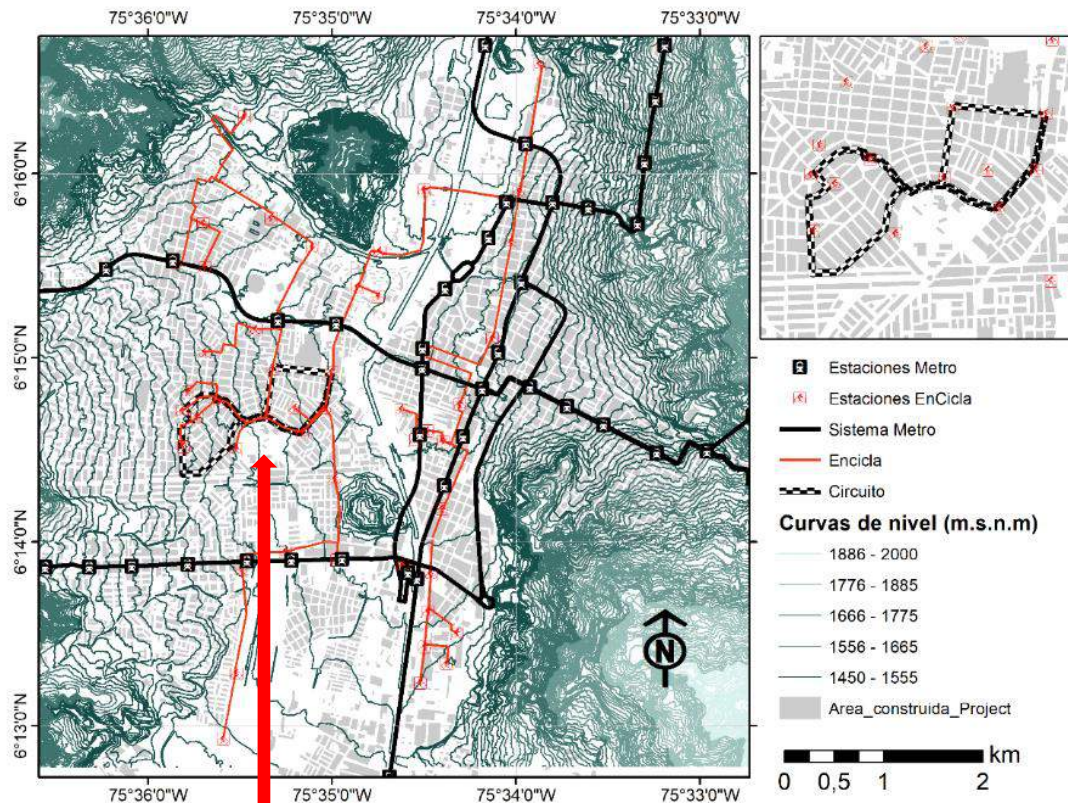 75°36'0"W 75°35'0"W 75°34'0"W 75°33'0"W
6°16'0"N
6°15'0"N
6°14'0"N
6°13'0"N
Estaciones Metro
Estaciones EnCicla
Sistema Metro
Encicla
Circuito
Curvas de nivel (m.s.n.m)
1886 - 2000
1776 - 1885
1666 - 1775
1556 - 1665
1450 - 1555
Area_construida_Project
N
km
0 0,5 1 2
75°36'0"W 75°35'0"W 75°34'0"W 75°33'0"W